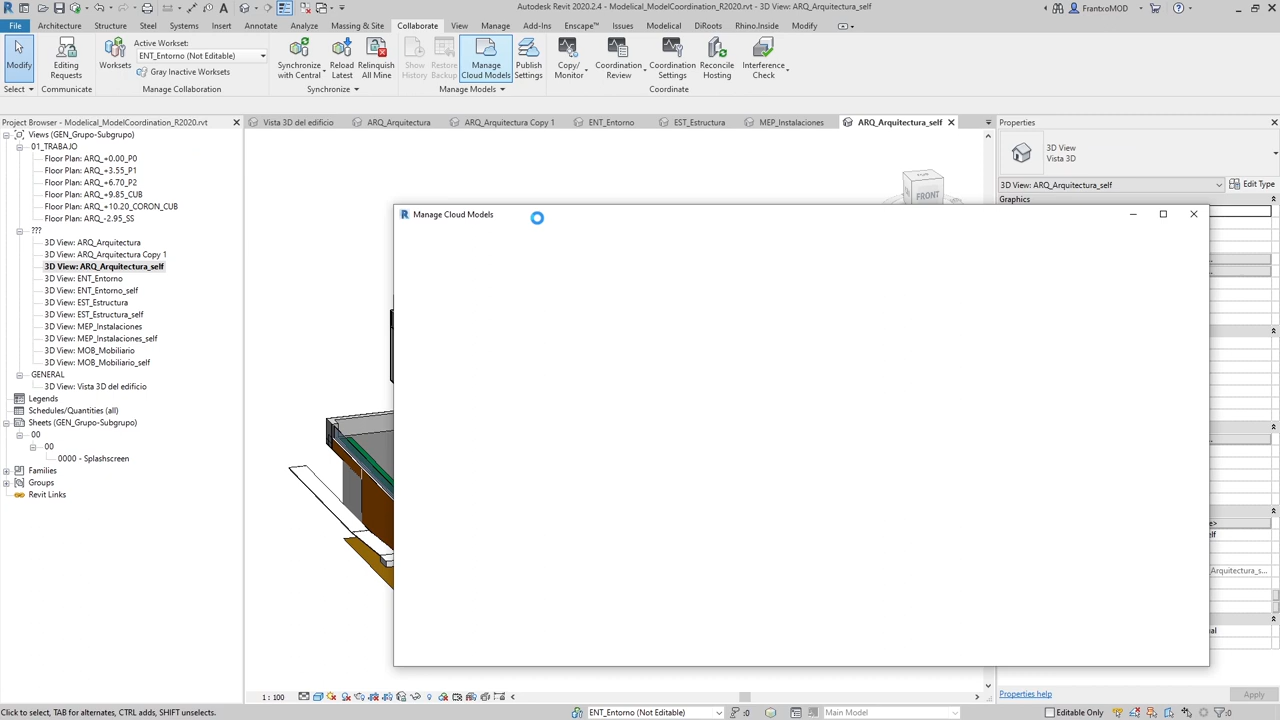 Autodesk Revit 2020.2.4 - Modelical_ModelCoordination_R2020.rvt - 3D View: ARQ_Arquitectura_self
FrantxoMOD
File
Architecture
Structure
Steel
Systems
Insert
Annotate
Analyze
Massing & Site
Collaborate
View
Manage
Add-Ins
Enscape™
Issues
Modelical
DiRoots
Rhino.Inside
Modify
Modify
Select
Editing
Requests
Communicate
Worksets
Active Workset:
ENT_Entorno (Not Editable)
Gray Inactive Worksets
Manage Collaboration
Synchronize
with Central
Reload
Latest
Relinquish
All Mine
Synchronize
Show
History
Restore
Backup
Manage
Cloud Models
Publish
Settings
Manage Models
Copy/
Monitor
Coordination
Review
Coordination
Settings
Reconcile
Hosting
Interference
Check
Coordinate
Project Browser - Modelical_ModelCoordination_R2020.rvt
Vista 3D del edificio
ARQ_Arquitectura
ARQ_Arquitectura Copy 1
ENT_Entorno
EST_Estructura
MEP_Instalaciones
ARQ_Arquitectura_self
Properties
Views (GEN_Grupo-Subgrupo)
01_TRABAJO
Floor Plan: ARQ_+0.00_P0
Floor Plan: ARQ_+3.55_P1
Floor Plan: ARQ_+6.70_P2
Floor Plan: ARQ_+9.85_CUB
Floor Plan: ARQ_+10.20_CORON_CUB
Floor Plan: ARQ_-2.95_SS
???
3D View: ARQ_Arquitectura
3D View: ARQ_Arquitectura Copy 1
3D View: ARQ_Arquitectura_self
3D View: ENT_Entorno
3D View: ENT_Entorno_self
3D View: EST_Estructura
3D View: EST_Estructura_self
3D View: MEP_Instalaciones
3D View: MEP_Instalaciones_self
3D View: MOB_Mobiliario
3D View: MOB_Mobiliario_self
GENERAL
3D View: Vista 3D del edificio
Legends
Schedules/Quantities (all)
Sheets (GEN_Grupo-Subgrupo)
00
00
0000 - Splashscreen
Families
Groups
Revit Links
FRONT
Manage Cloud Models
3D View
Vista 3D
3D View: ARQ_Arquitectura_self
Edit Type
Graphics
Properties help
Apply
1 : 100
Click to select, TAB for alternates, CTRL adds, SHIFT unselects.
ENT_Entorno (Not Editable)
:0
Main Model
Editable Only
:0